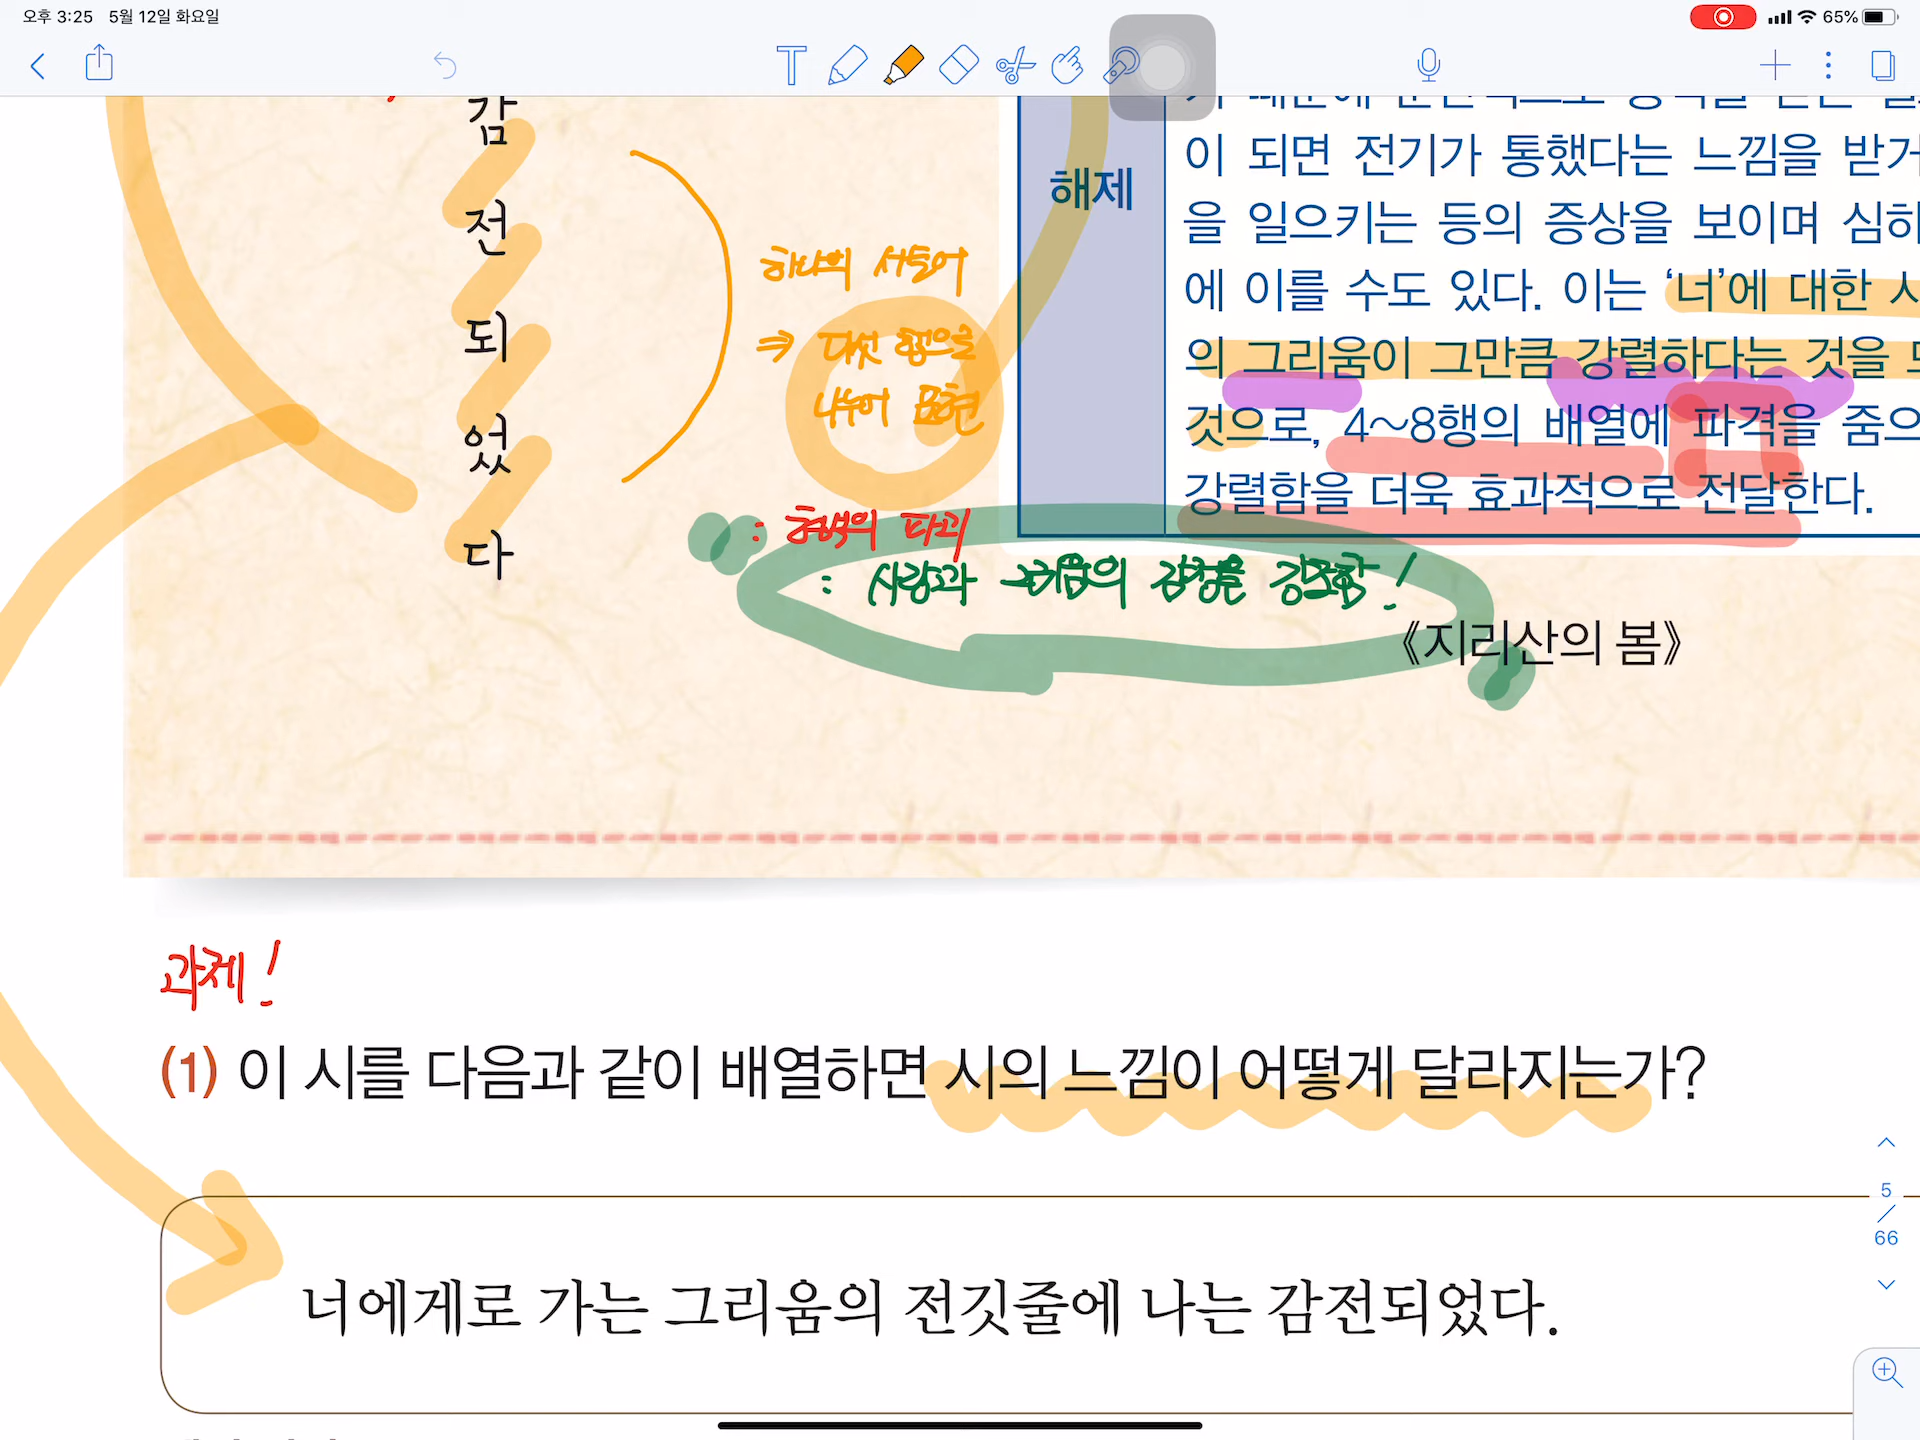 오후 3:25 5월 12일 화요일
65%
감
전
되
었
다
하나의 서술어
⇒ 다섯 행으로
나누어 표현
: 형식의 파괴
: 사랑과 그리움의 감정을 강조함!
해제
이 되면 전기가 통했다는 느낌을 받거
을 일으키는 등의 증상을 보이며 심하
에 이를 수도 있다. 이는 ‘너’에 대한 시
의 그리움이 그만큼 강렬하다는 것을
것으로, 4~8행의 배열에 파격을 줌으
강렬함을 더욱 효과적으로 전달한다.
《지리산의 봄》
과제!
(1) 이 시를 다음과 같이 배열하면 시의 느낌이 어떻게 달라지는가?
너에게로 가는 그리움의 전깃줄에 나는 감전되었다.
5
/
66